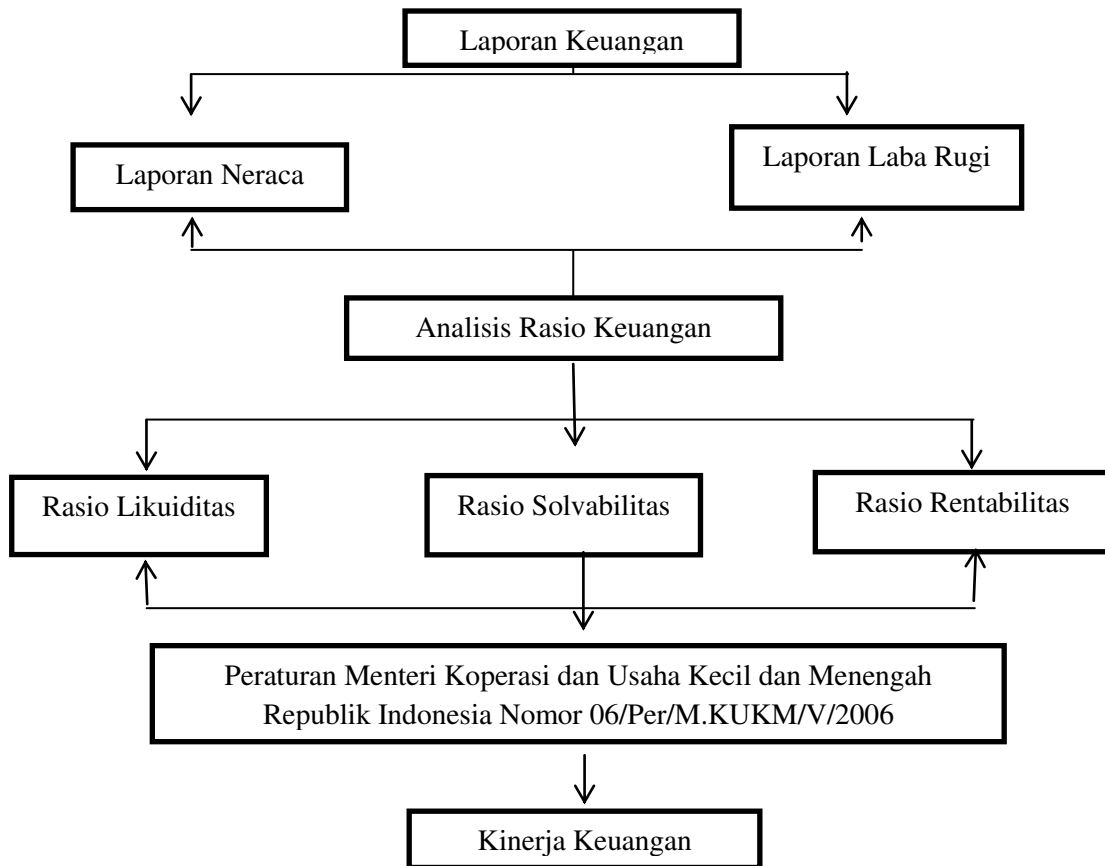 Laporan Keuangan
Laporan Neraca
Laporan Laba Rugi
Analisis Rasio Keuangan
Rasio Likuiditas
Rasio Solvabilitas
Rasio Rentabilitas
Peraturan Menteri Koperasi dan Usaha Kecil dan Menengah
Republik Indonesia Nomor 06/Per/M.KUKM/V/2006
Kinerja Keuangan